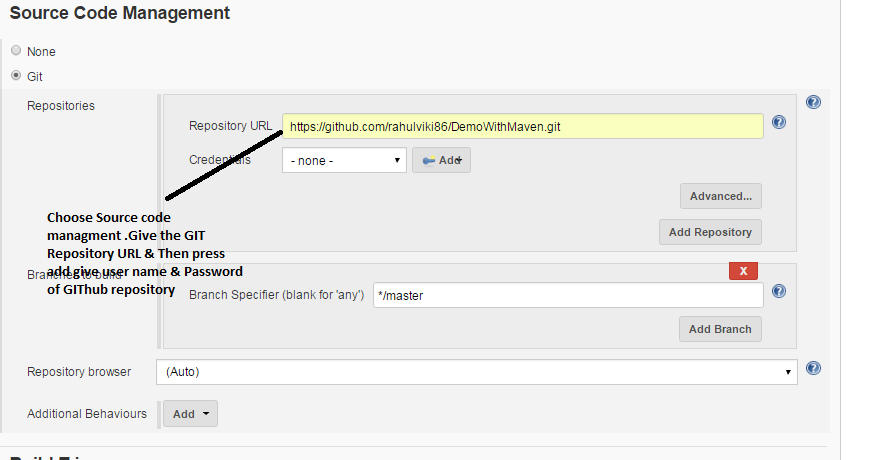 Source Code Management
None
Git
Repositories
Repository URL
https://github.com/rahulviki86/DemoWithMaven.git
Credentials
- none -
Add
Advanced...
Add Repository
Choose Source code
managment .Give the GIT
Repository URL & Then press
add give user name & Password
of GIThub repository
Branches to build
X
Branch Specifier (blank for 'any')
*/master
Add Branch
Repository browser
(Auto)
Additional Behaviours
Add